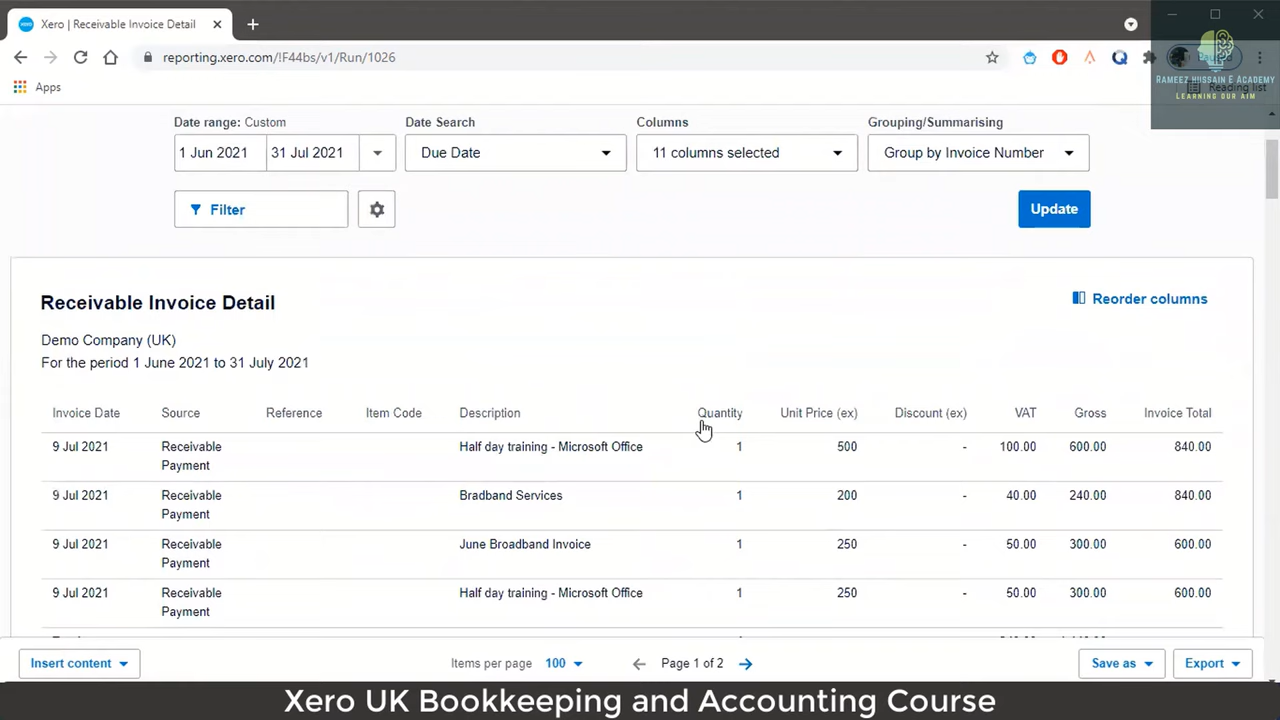 Xero | Receivable Invoice Detail
reporting.xero.com/!F44bs/v1/Run/1026
Apps
Reading list
RAMEEZ HUSSAIN E ACADEMY
LEARNING OUR AIM
Date range: Custom
Date Search
Columns
Grouping/Summarising
1 Jun 2021
31 Jul 2021
Due Date
11 columns selected
Group by Invoice Number
Filter
Update
Receivable Invoice Detail
Reorder columns
Demo Company (UK)
For the period 1 June 2021 to 31 July 2021
Invoice Date Source Reference Item Code Description Quantity Unit Price (ex) Discount (ex) VAT Gross Invoice Total
9 Jul 2021 Receivable Payment Half day training - Microsoft Office 1 500 - 100.00 600.00 840.00
9 Jul 2021 Receivable Payment Bradband Services 1 200 - 40.00 240.00 840.00
9 Jul 2021 Receivable Payment June Broadband Invoice 1 250 - 50.00 300.00 600.00
9 Jul 2021 Receivable Payment Half day training - Microsoft Office 1 250 - 50.00 300.00 600.00
Insert content
Items per page 100
Page 1 of 2
Save as
Export
Xero UK Bookkeeping and Accounting Course